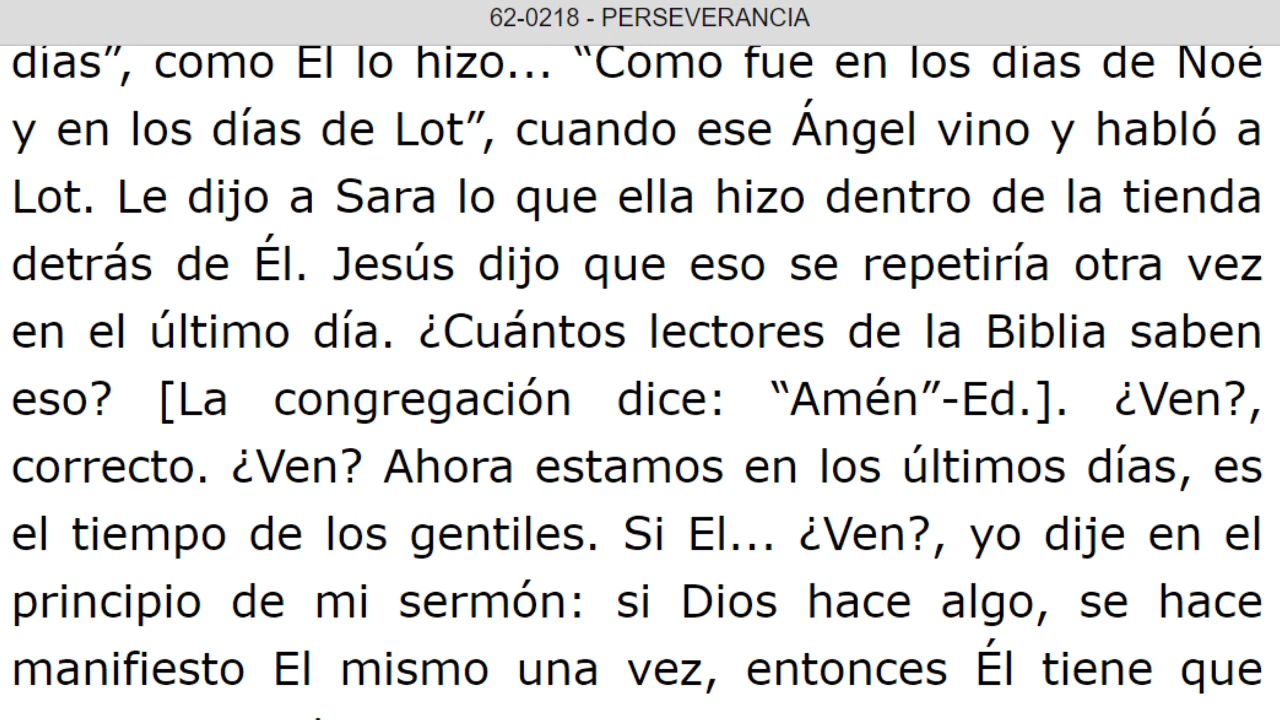 62-0218 - PERSEVERANCIA
días”, como El lo hizo... “Como fue en los días de Noé
y en los días de Lot”, cuando ese Ángel vino y habló a
Lot. Le dijo a Sara lo que ella hizo dentro de la tienda
detrás de Él. Jesús dijo que eso se repetiría otra vez
en el último día. ¿Cuántos lectores de la Biblia saben
eso? [La congregación dice: “Amén”-Ed.]. ¿Ven?,
correcto. ¿Ven? Ahora estamos en los últimos días, es
el tiempo de los gentiles. Si El... ¿Ven?, yo dije en el
principio de mi sermón: si Dios hace algo, se hace
manifiesto El mismo una vez, entonces Él tiene que